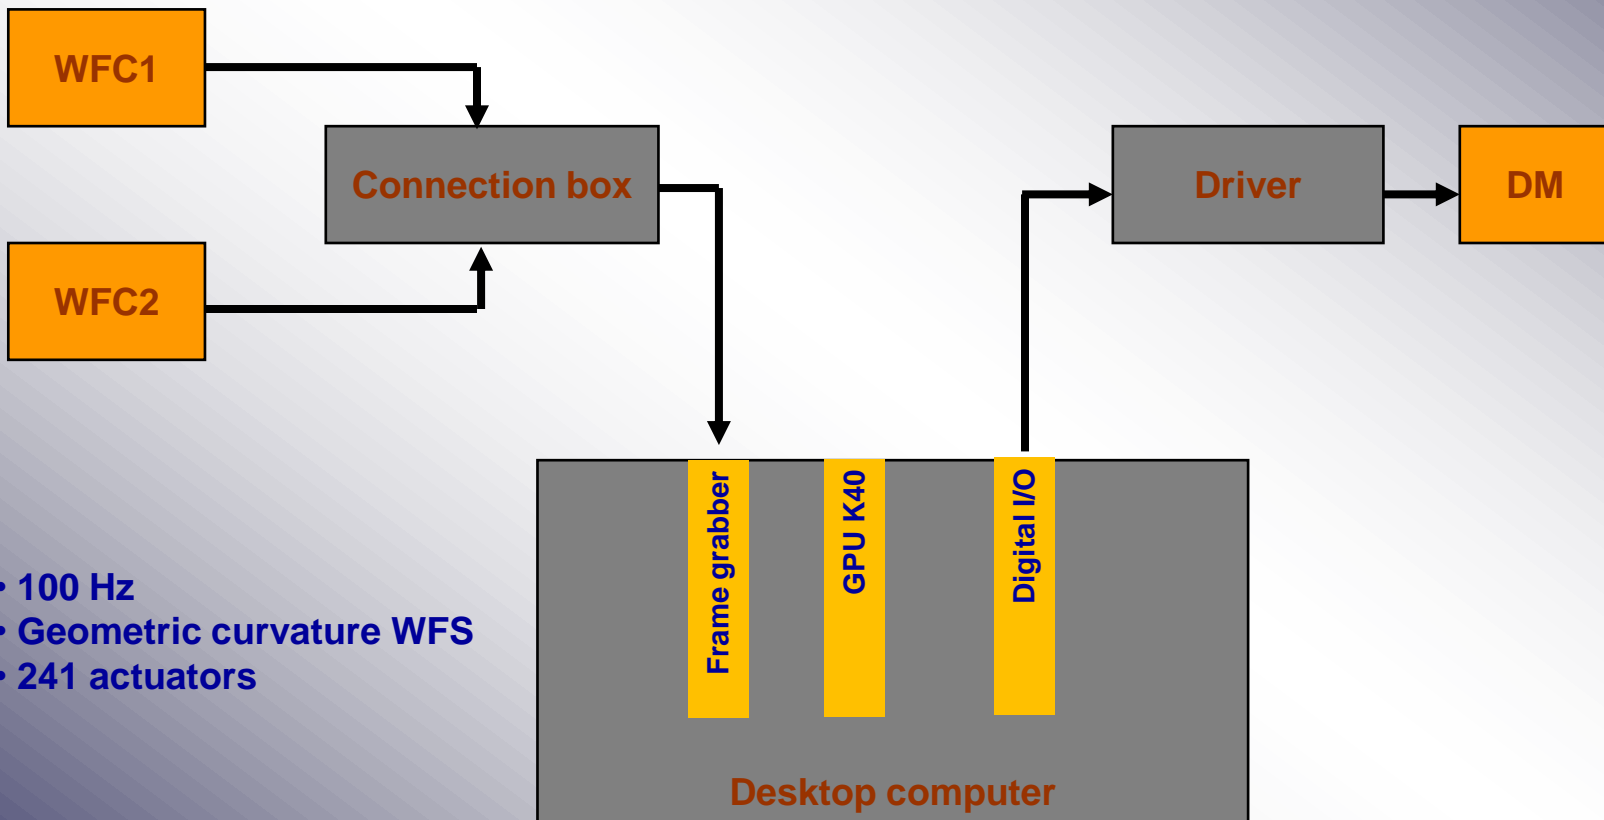 WFC1
Connection box
Driver
DM
WFC2
Frame grabber
GPU K40
Digital I/O
• 100 Hz
• Geometric curvature WFS
• 241 actuators
Desktop computer